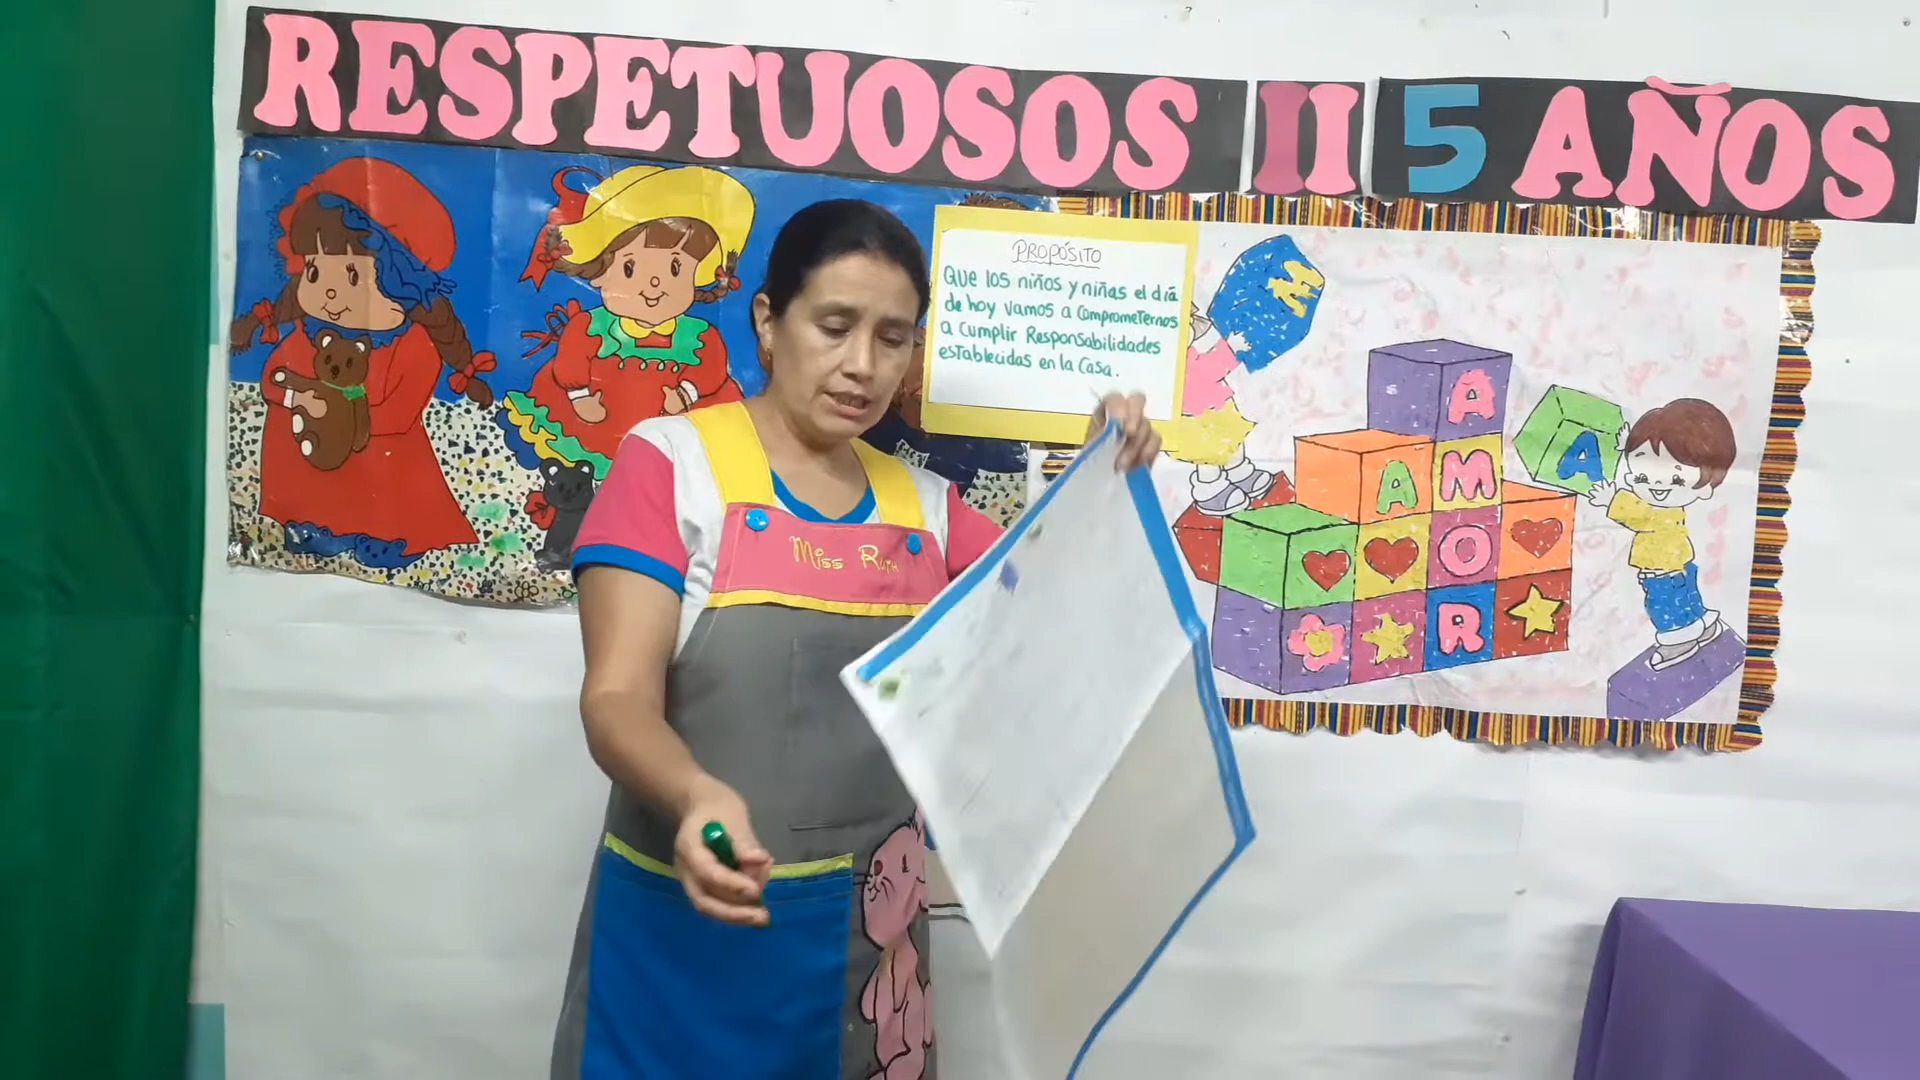 RESPETUOSOS II 5 AÑOS
PROPÓSITO
Que los niños y niñas el día
de hoy vamos a comprometernos
a cumplir Responsabilidades
establecidas en la Casa.
Miss Ruth
A
A
A
M
O
R